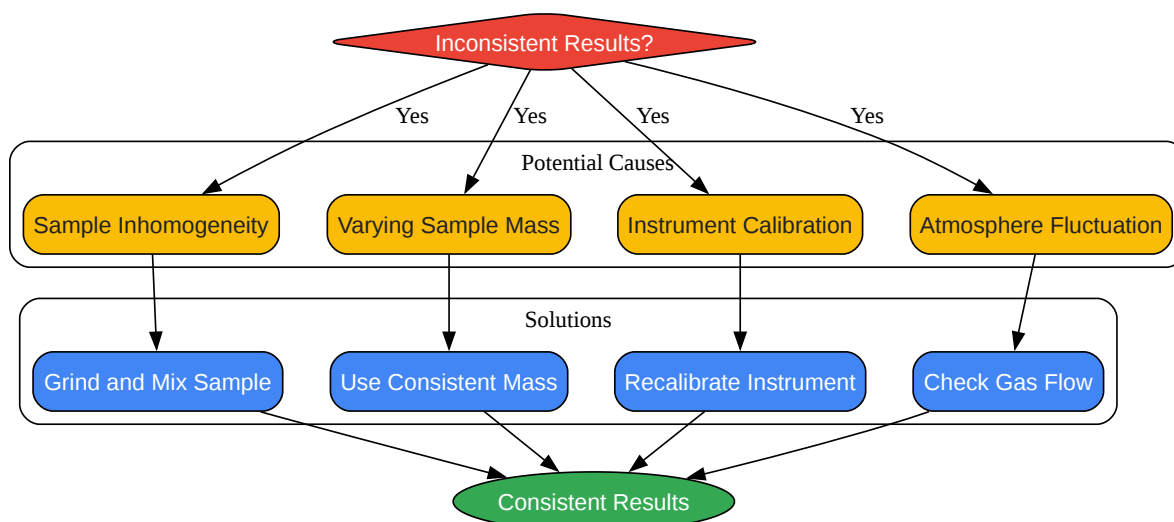 Inconsistent Results?
Yes
Yes
Yes
Yes
Potential Causes
Sample Inhomogeneity
Varying Sample Mass
Instrument Calibration
Atmosphere Fluctuation
Solutions
Grind and Mix Sample
Use Consistent Mass
Recalibrate Instrument
Check Gas Flow
Consistent Results